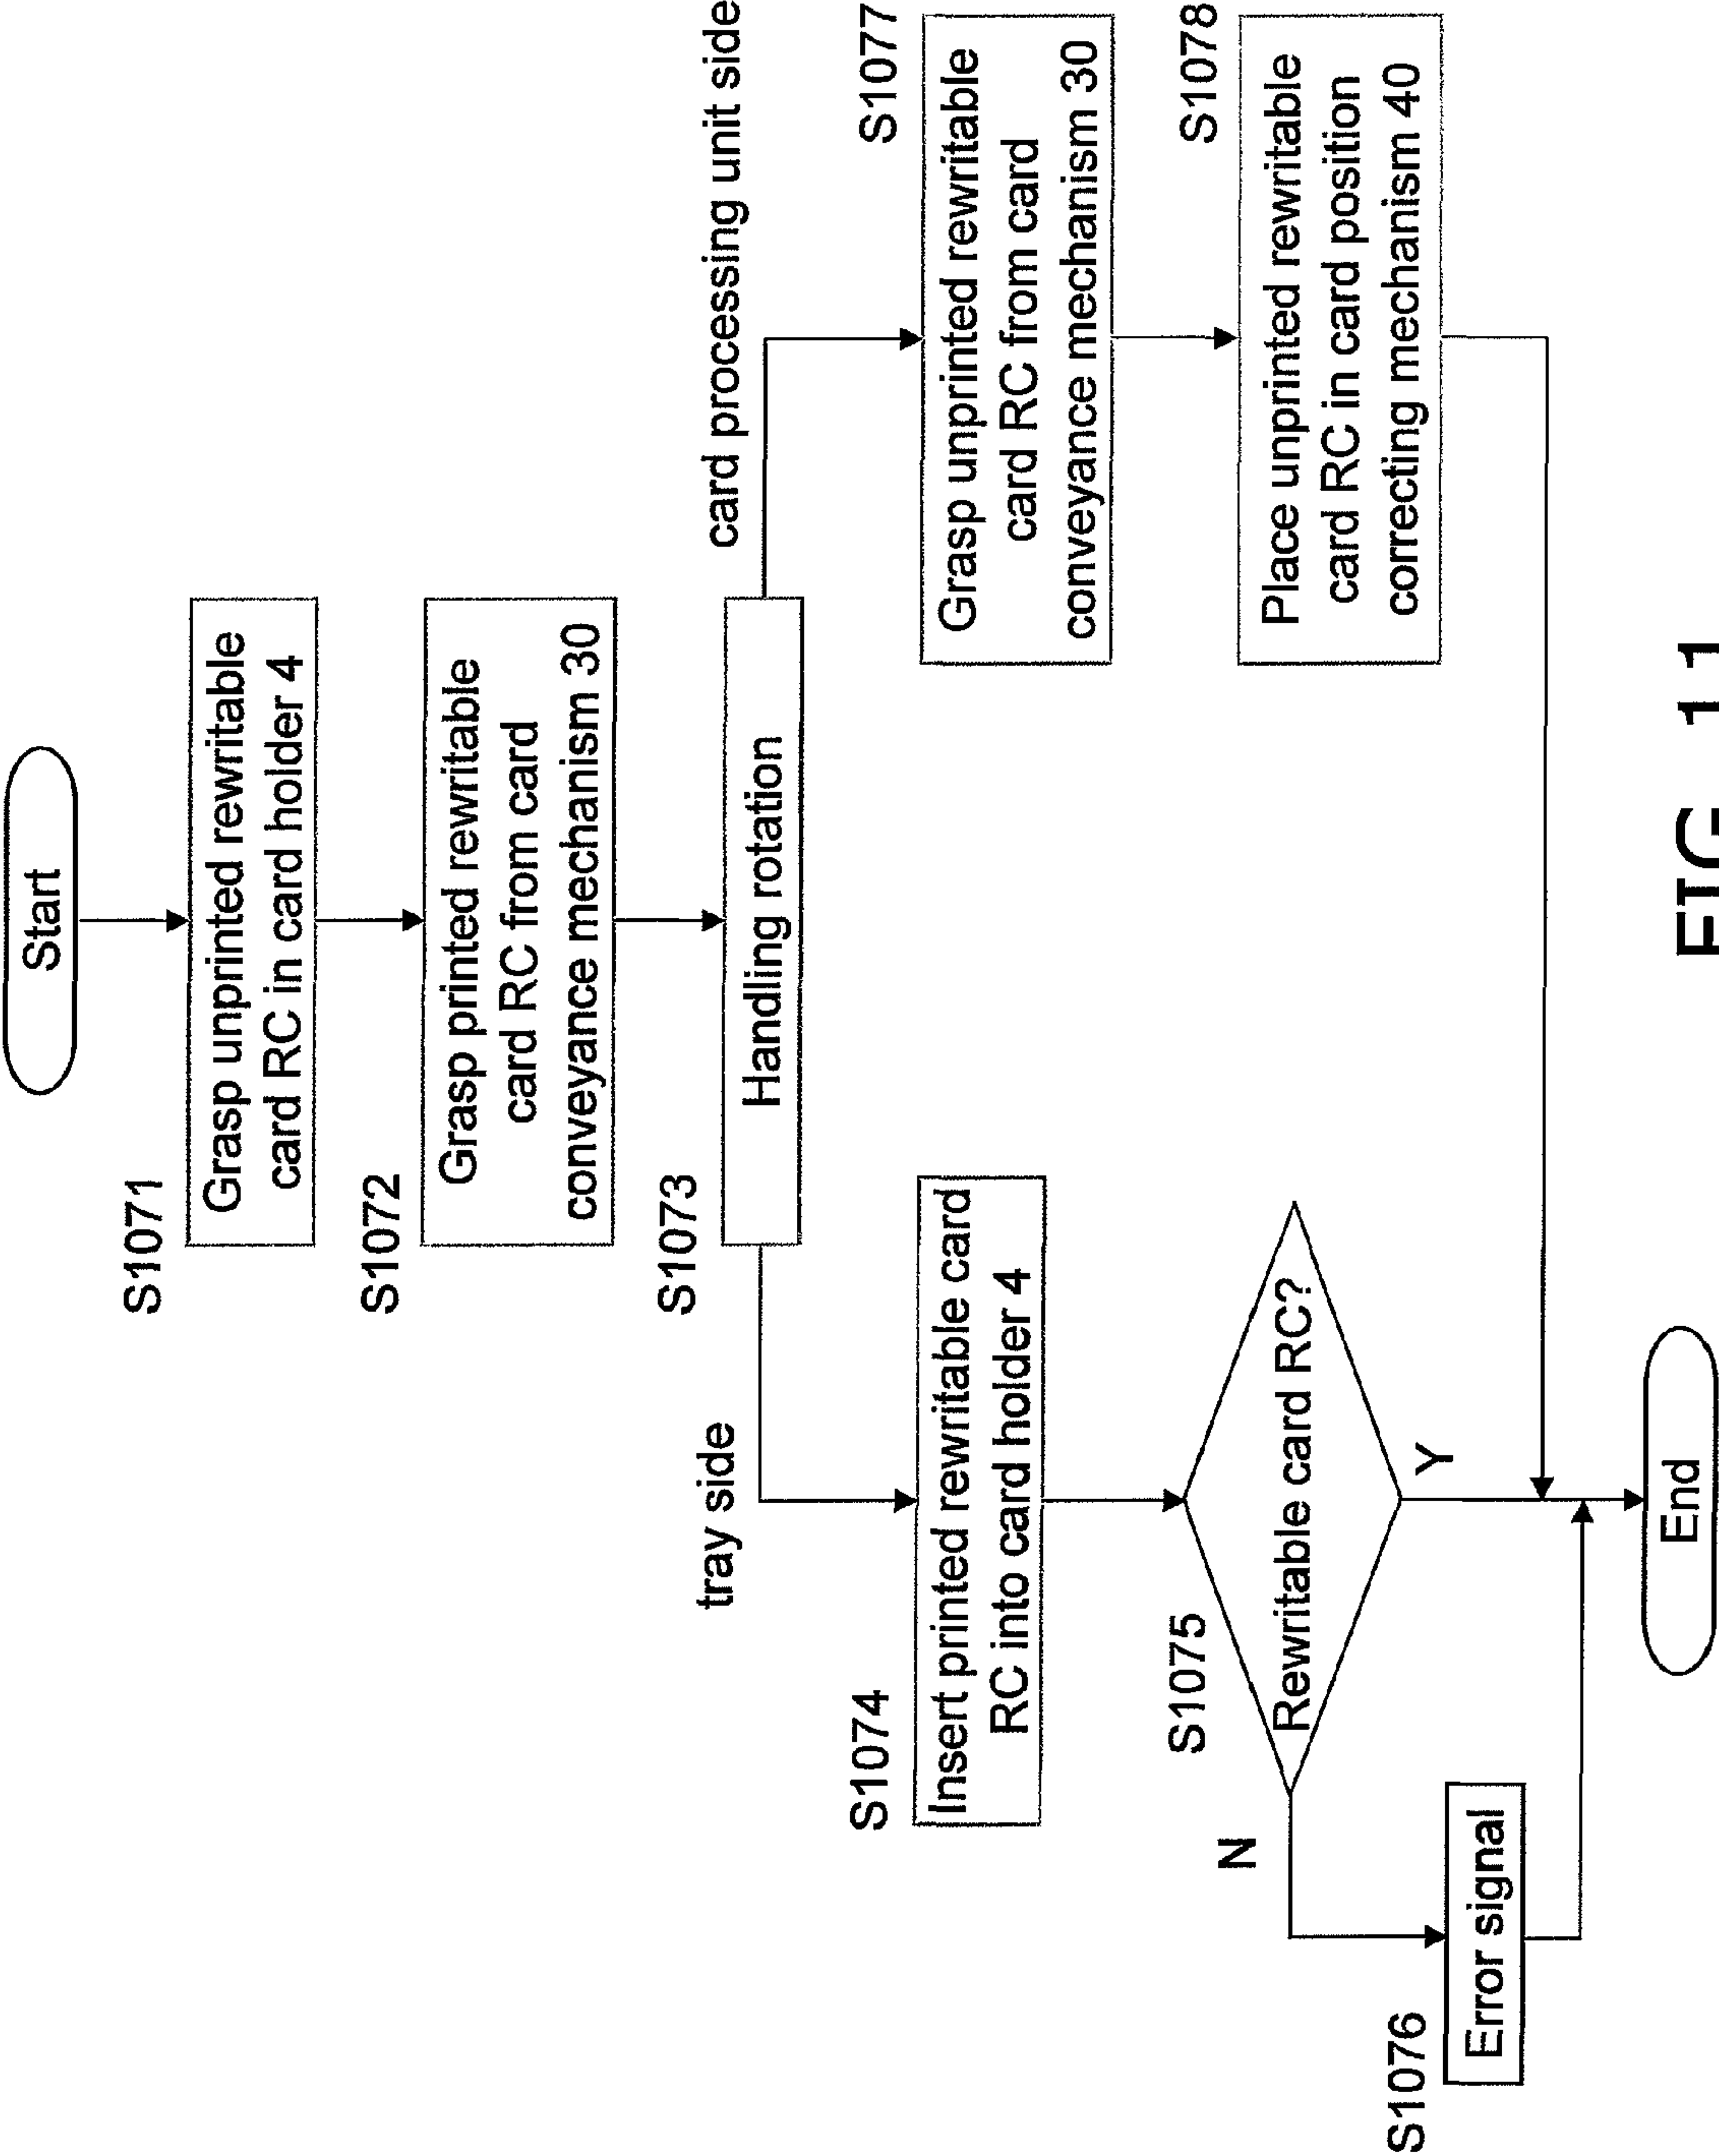 Start
S1071
Grasp unprinted rewritable
card RC in card holder 4
S1072
Grasp printed rewritable
card RC from card
conveyance mechanism 30
S1073
Handling rotation
tray side
card processing unit side
S1074
Insert printed rewritable card
RC into card holder 4
S1075
Rewritable card RC?
N
Y
S1076
Error signal
S1077
Grasp unprinted rewritable
card RC from card
conveyance mechanism 30
S1078
Place unprinted rewritable
card RC in card position
correcting mechanism 40
End
FIG. 11